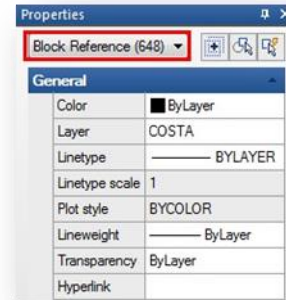 Properties
Block Reference (648)
General
Color ByLayer
Layer COSTA
Linetype BYLAYER
Linetype scale 1
Plot style BYCOLOR
Lineweight ByLayer
Transparency ByLayer
Hyperlink